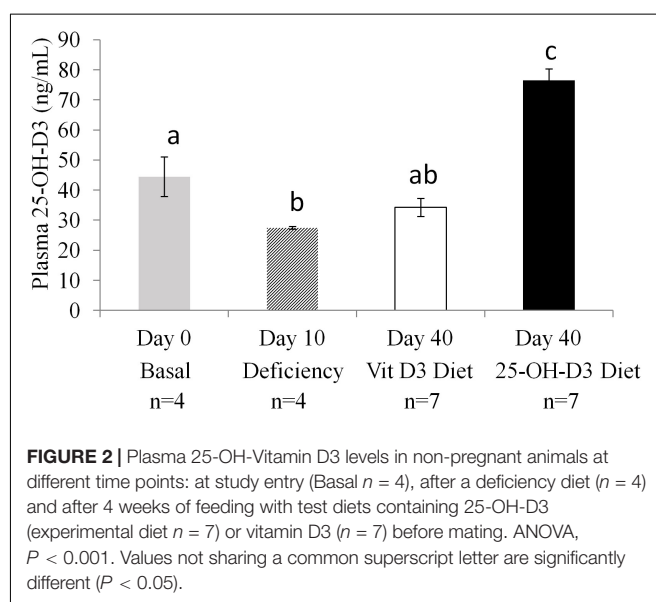 90
80
70
60
50
40
30
20
10
0
Plasma 25-OH-D3 (ng/mL)
a
b
ab
c
Day 0 Day 10 Day 40 Day 40
Basal Deficiency Vit D3 Diet 25-OH-D3 Diet
n=4 n=4 n=7 n=7
FIGURE 2 | Plasma 25-OH-Vitamin D3 levels in non-pregnant animals at
different time points: at study entry (Basal n = 4), after a deficiency diet (n = 4)
and after 4 weeks of feeding with test diets containing 25-OH-D3
(experimental diet n = 7) or vitamin D3 (n = 7) before mating. ANOVA,
P < 0.001. Values not sharing a common superscript letter are significantly
different (P < 0.05).